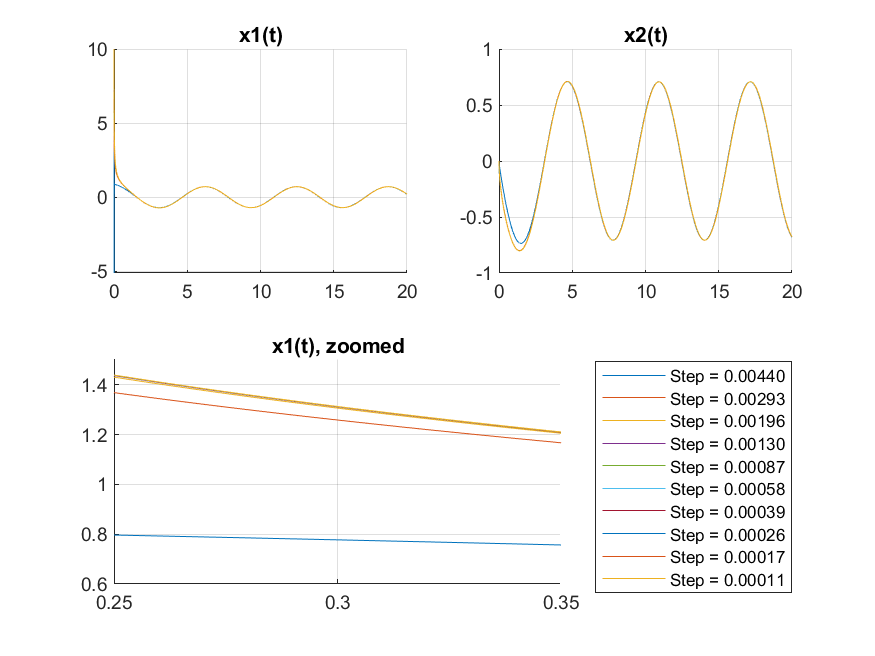 x1(t)
10
5
0
-5
0
5
10
15
20
x2(t)
1
0.5
0
-0.5
-1
0
5
10
15
20
x1(t), zoomed
1.4
1.2
1
0.8
0.6
0.25
0.3
0.35
Step = 0.00440
Step = 0.00293
Step = 0.00196
Step = 0.00130
Step = 0.00087
Step = 0.00058
Step = 0.00039
Step = 0.00026
Step = 0.00017
Step = 0.00011